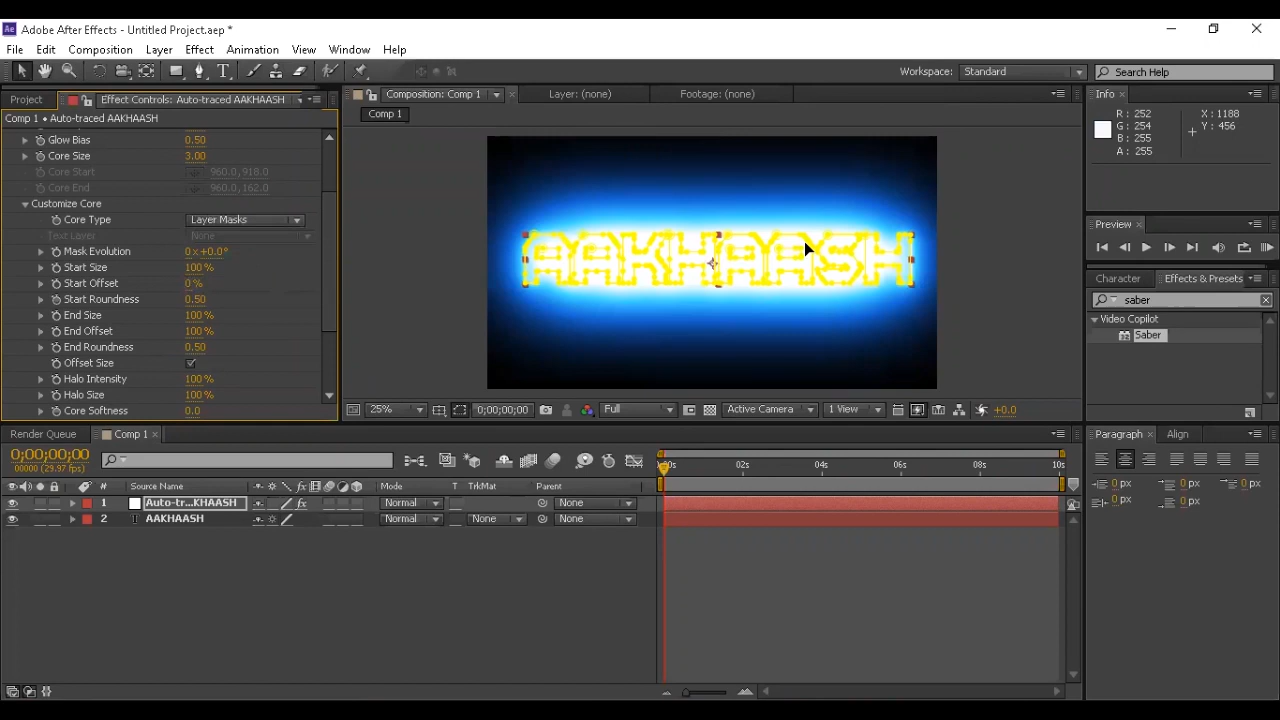 Adobe After Effects - Untitled Project.aep *
File Edit Composition Layer Effect Animation View Window Help
Workspace: Standard Search Help
Project Effect Controls: Auto-traced AAKHAASH Composition: Comp 1 Layer: (none) Footage: (none) Info
Comp 1 • Auto-traced AAKHAASH
Comp 1
R : 252 X : 1188
G : 254 Y : 456
B : 255
A : 255
Glow Bias 0.50
Core Size 3.00
Core Start 960.0, 918.0
Core End 960.0, 162.0
Customize Core
Core Type Layer Masks
Text Layer None
Mask Evolution 0 x +0.0°
Start Size 100 %
Start Offset 0 %
Start Roundness 0.50
End Size 100 %
End Offset 100 %
End Roundness 0.50
Offset Size
Halo Intensity 100 %
Halo Size 100 %
Core Softness 0.0
AAKHAASH
Preview
Character Effects & Presets
saber
Video Copilot
Saber
25% 0;00;00;00 Full Active Camera 1 View +0.0
Render Queue Comp 1
0;00;00;00
00000 (29.97 fps)
# Source Name Mode T TrkMat Parent
02s 04s 06s 08s 10s
1 Auto-tr...KHAASH Normal None
2 T AAKHAASH Normal None None
Paragraph Align
0 px 0 px 0 px
0 px 0 px